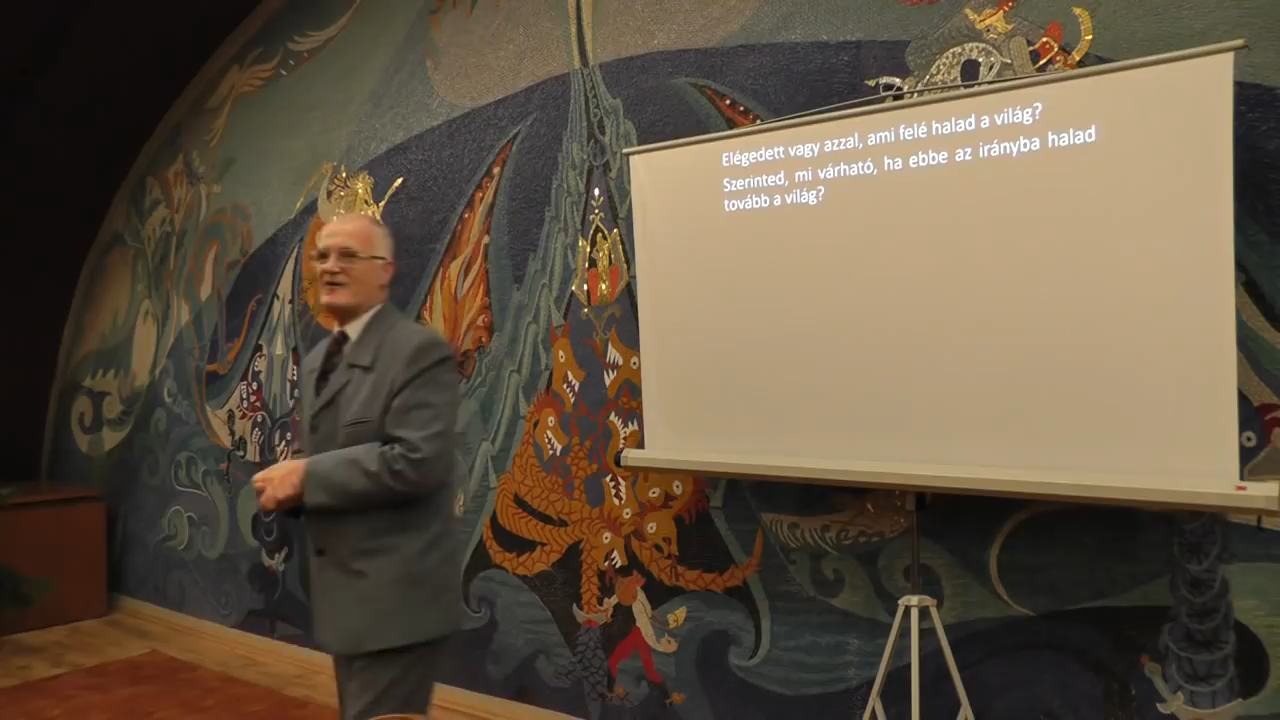 Elégedett vagy azzal, ami felé halad a világ?
Szerinted, mi várható, ha ebbe az irányba halad
tovább a világ?